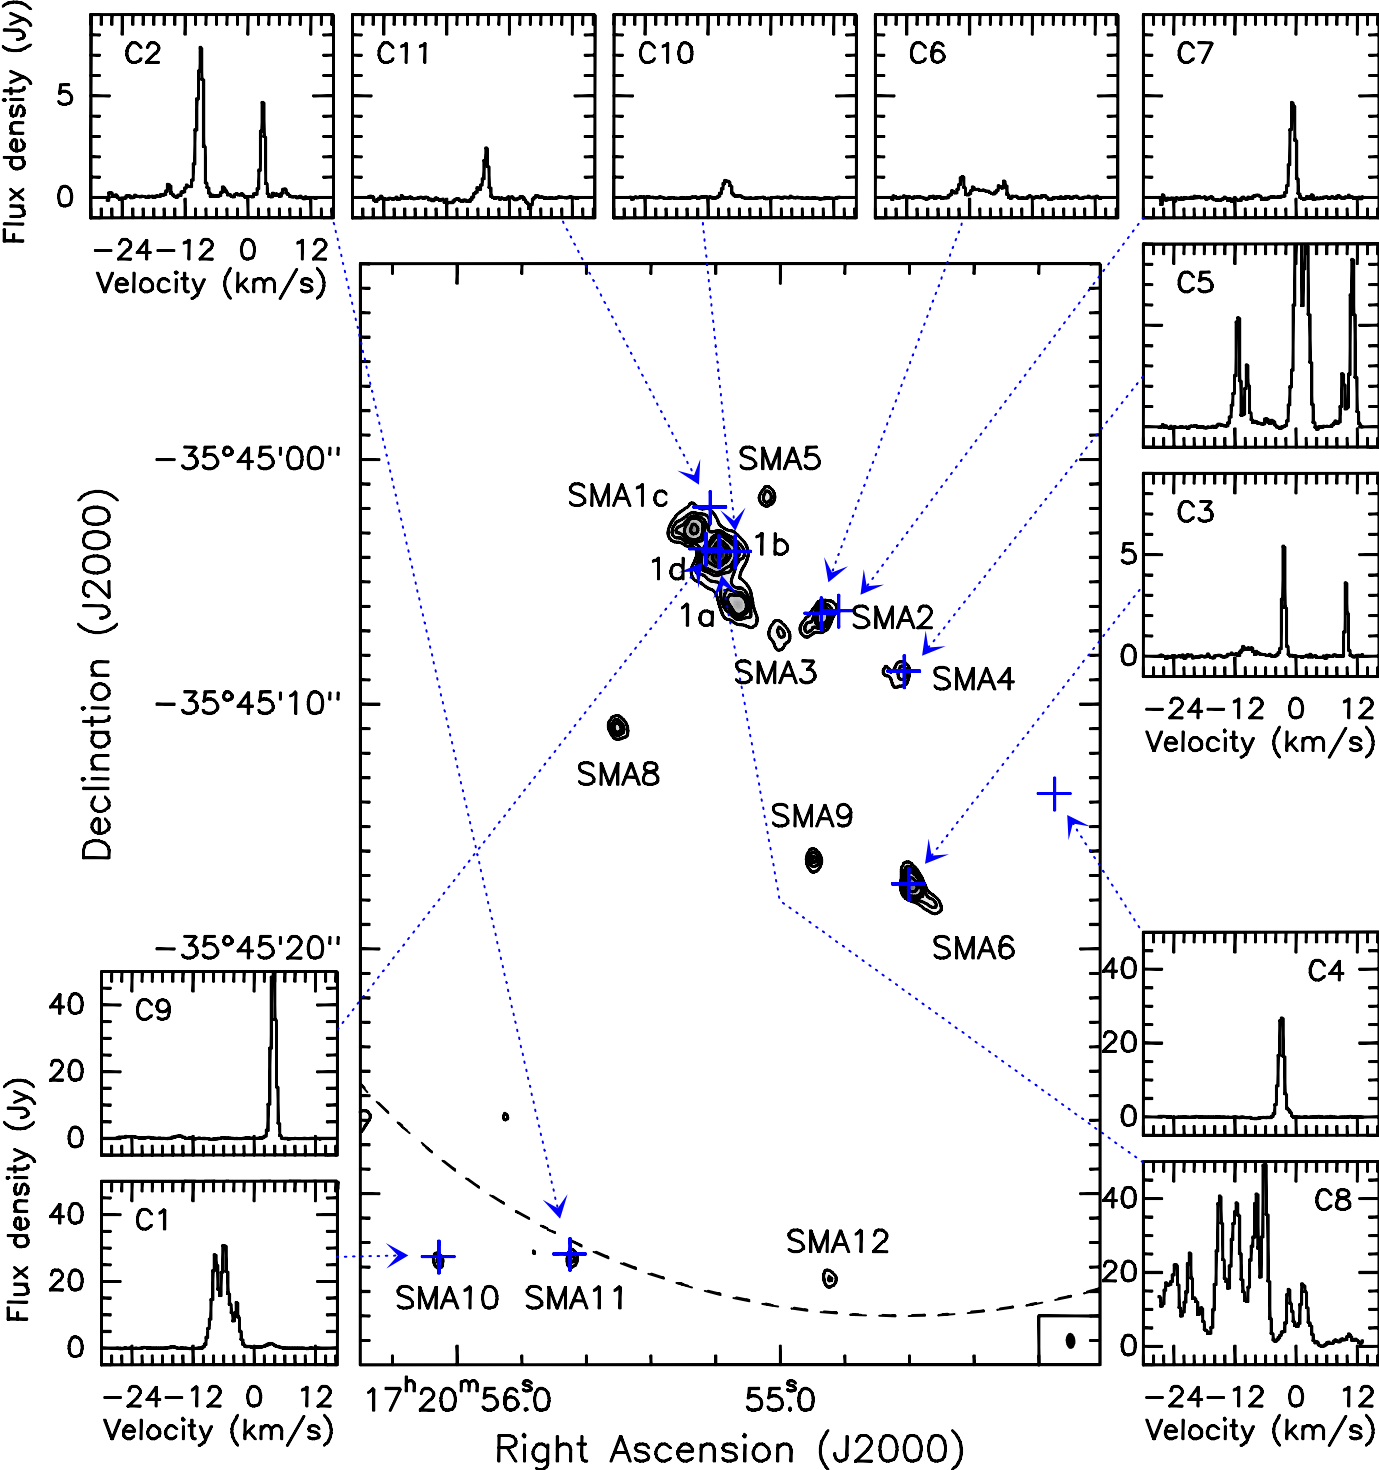 C2
C11
C10
C6
C7
Flux density (Jy)
5
0
-24-12 0 12
Velocity (km/s)
C5
C3
5
0
-24-12 0 12
Velocity (km/s)
-35°45'00"
-35°45'10"
-35°45'20"
Declination (J2000)
SMA5
SMA1c
1b
1d
1a
SMA2
SMA3
SMA4
SMA8
SMA9
SMA6
SMA10
SMA11
SMA12
C9
40
20
0
C1
40
20
0
Flux density (Jy)
-24-12 0 12
Velocity (km/s)
C4
40
20
0
C8
40
20
0
-24-12 0 12
Velocity (km/s)
17h20m56s.0
55s.0
Right Ascension (J2000)